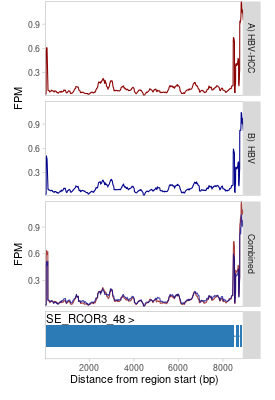 0.9
0.6
0.3
FPM
A) HBV-HCC
0.9
0.6
0.3
B) HBV
0.9
0.6
0.3
FPM
Combined
SE_RCOR3_48 >
2000 4000 6000 8000
Distance from region start (bp)